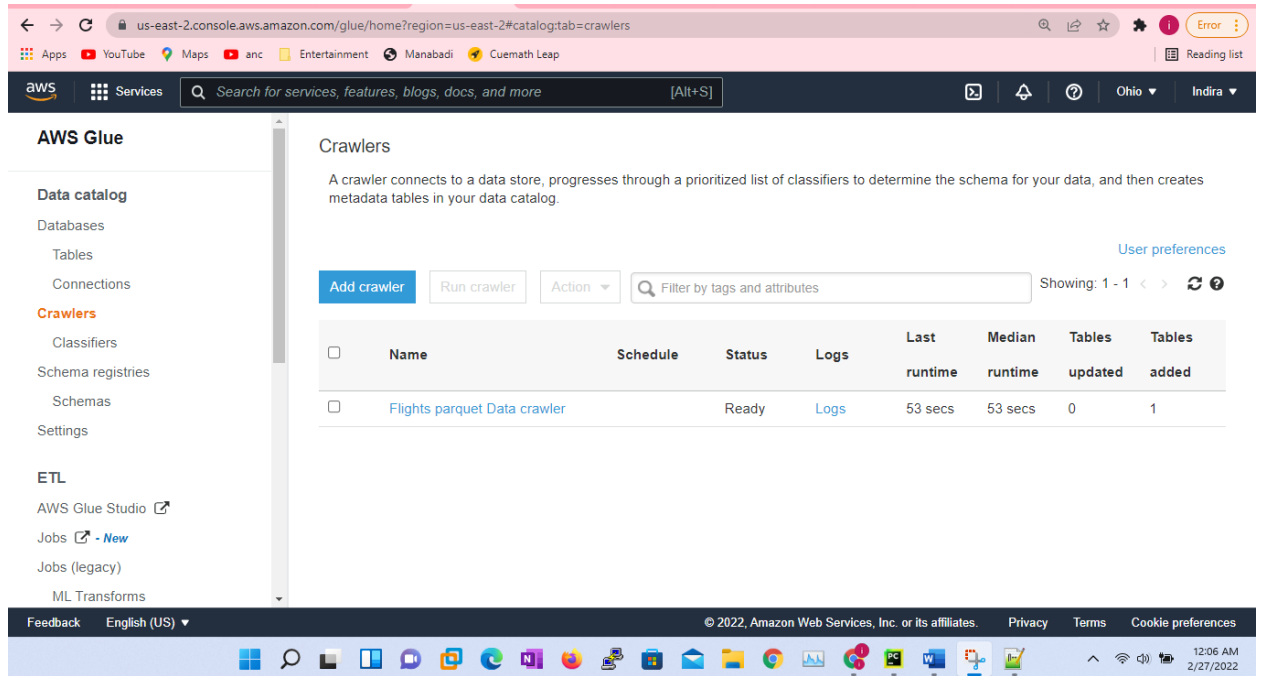 us-east-2.console.aws.amazon.com/glue/home?region=us-east-2#catalog:tab=crawlers
i
Error
Apps YouTube Maps anc Entertainment Manabadi Cuemath Leap Reading list
aws Services Search for services, features, blogs, docs, and more [Alt+S] Ohio Indira
AWS Glue
Data catalog
Databases
Tables
Connections
Crawlers
Classifiers
Schema registries
Schemas
Settings
ETL
AWS Glue Studio
Jobs - New
Jobs (legacy)
ML Transforms
Crawlers
A crawler connects to a data store, progresses through a prioritized list of classifiers to determine the schema for your data, and then creates
metadata tables in your data catalog.
User preferences
Add crawler Run crawler Action Filter by tags and attributes Showing: 1 - 1
Name Schedule Status Logs Last runtime Median runtime Tables updated Tables added
Flights parquet Data crawler Ready Logs 53 secs 53 secs 0 1
Feedback English (US) © 2022, Amazon Web Services, Inc. or its affiliates. Privacy Terms Cookie preferences
12:06 AM
2/27/2022